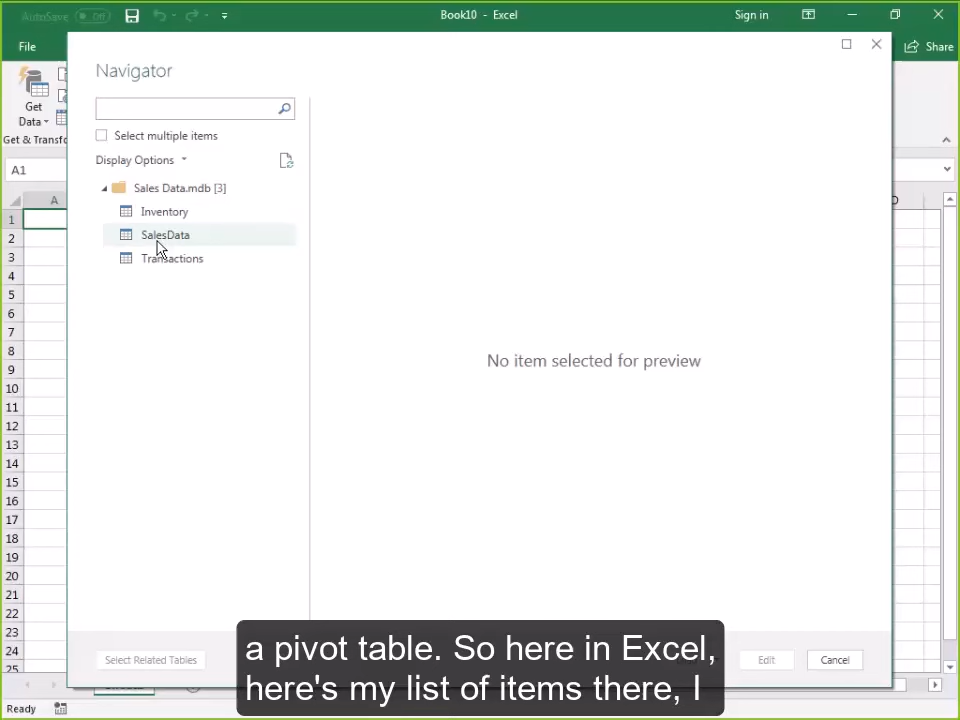 AutoSave Off
Book10 - Excel
Sign in
File
Share
Get
Data
Get & Transfo
A1
Navigator
Select multiple items
Display Options
Sales Data.mdb [3]
Inventory
SalesData
Transactions
No item selected for preview
A
1
2
3
4
5
6
7
8
9
10
11
12
13
14
15
16
17
18
19
20
21
22
23
24
25
Select Related Tables
Edit
Cancel
a pivot table. So here in Excel,
here's my list of items there, I
Ready